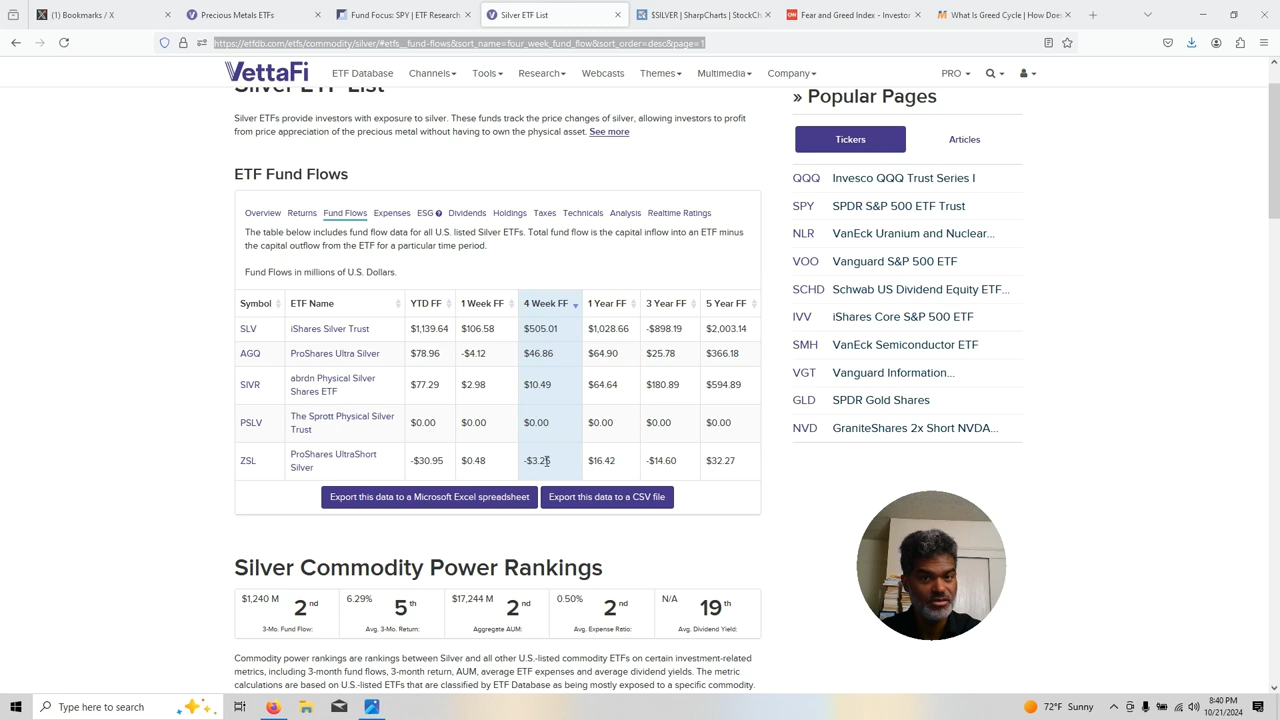 (1) Bookmarks / X
Precious Metals ETFs
Fund Focus: SPY | ETF Research
Silver ETF List
$SILVER | SharpCharts | StockCh
Fear and Greed Index - Investor
What Is Greed Cycle | How Does
https://etfdb.com/etfs/commodity/silver/#etfs__fund-flows&sort_name=four_week_fund_flow&sort_order=desc&page=1
VettaFi ETF Database Channels Tools Research Webcasts Themes Multimedia Company PRO
Silver ETF List
Silver ETFs provide investors with exposure to silver. These funds track the price changes of silver, allowing investors to profit
from price appreciation of the precious metal without having to own the physical asset. See more
ETF Fund Flows
Overview Returns Fund Flows Expenses ESG Dividends Holdings Taxes Technicals Analysis Realtime Ratings
The table below includes fund flow data for all U.S. listed Silver ETFs. Total fund flow is the capital inflow into an ETF minus
the capital outflow from the ETF for a particular time period.
Fund Flows in millions of U.S. Dollars.
Symbol ETF Name YTD FF 1 Week FF 4 Week FF 1 Year FF 3 Year FF 5 Year FF
SLV iShares Silver Trust $1,139.64 $106.58 $505.01 $1,028.66 -$898.19 $2,003.14
AGQ ProShares Ultra Silver $78.96 -$4.12 $46.86 $64.90 $25.78 $366.18
SIVR abrdn Physical Silver
Shares ETF $77.29 $2.98 $10.49 $64.64 $180.89 $594.89
PSLV The Sprott Physical Silver
Trust $0.00 $0.00 $0.00 $0.00 $0.00 $0.00
ZSL ProShares UltraShort
Silver -$30.95 $0.48 $16.42 -$14.60 $32.27
Export this data to a Microsoft Excel spreadsheet Export this data to a CSV file
Silver Commodity Power Rankings
$1,240 M 2nd 6.29% 5th $17,244 M 2nd 0.50% 2nd N/A 19th
3-Mo. Fund Flow: Avg. 3-Mo. Return: Aggregate AUM: Avg. Expense Ratio: Avg. Dividend Yield:
Commodity power rankings are rankings between Silver and all other U.S.-listed commodity ETFs on certain investment-related
metrics, including 3-month fund flows, 3-month return, AUM, average ETF expenses and average dividend yields. The metric
calculations are based on U.S.-listed ETFs that are classified by ETF Database as being mostly exposed to a specific commodity.
» Popular Pages
Tickers Articles
QQQ Invesco QQQ Trust Series I
SPY SPDR S&P 500 ETF Trust
NLR VanEck Uranium and Nuclear...
VOO Vanguard S&P 500 ETF
SCHD Schwab US Dividend Equity ETF...
IVV iShares Core S&P 500 ETF
SMH VanEck Semiconductor ETF
VGT Vanguard Information...
GLD SPDR Gold Shares
NVD GraniteShares 2x Short NVDA...
Type here to search
72°F Sunny
8:40 PM
10/21/2024